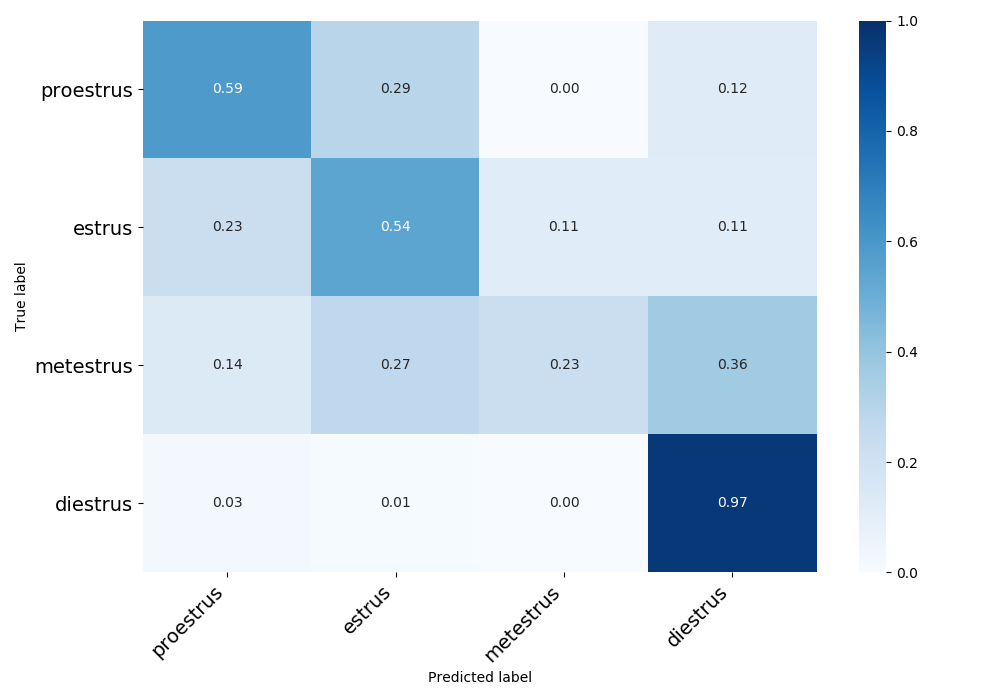 proestrus 0.59 0.29 0.00 0.12
estrus 0.23 0.54 0.11 0.11
metestrus 0.14 0.27 0.23 0.36
diestrus 0.03 0.01 0.00 0.97
True label
proestrus estrus metestrus diestrus
Predicted label
1.0
0.8
0.6
0.4
0.2
0.0